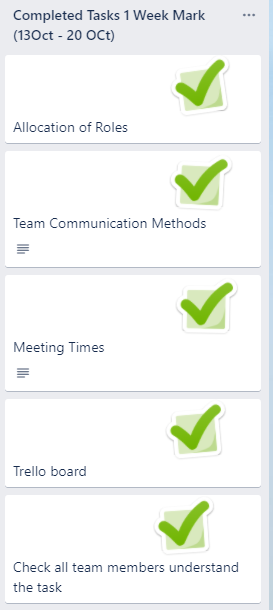 Completed Tasks 1 Week Mark
(13Oct - 20 OCt)
Allocation of Roles
Team Communication Methods
Meeting Times
Trello board
Check all team members understand
the task